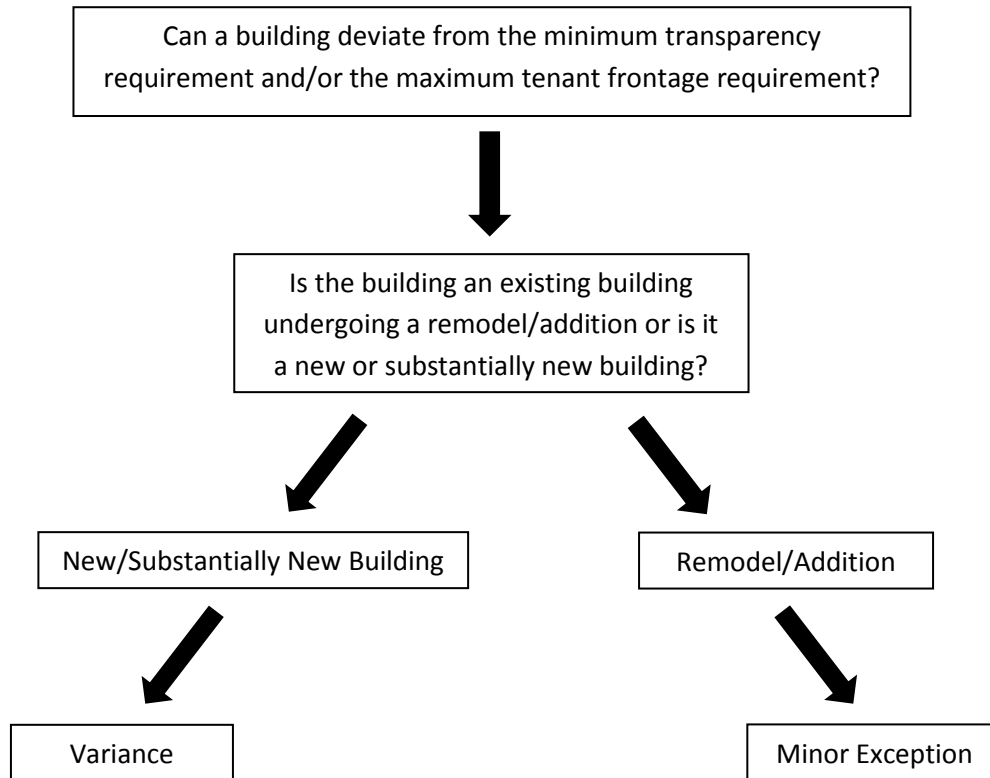 Can a building deviate from the minimum transparency
requirement and/or the maximum tenant frontage requirement?
Is the building an existing building
undergoing a remodel/addition or is it
a new or substantially new building?
New/Substantially New Building
Remodel/Addition
Variance
Minor Exception